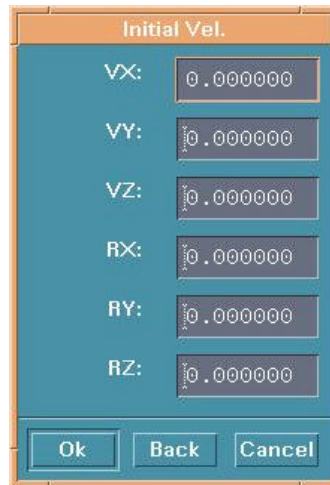 Initial Vel.
VX: 0.000000
VY: 0.000000
VZ: 0.000000
RX: 0.000000
RY: 0.000000
RZ: 0.000000
Ok Back Cancel